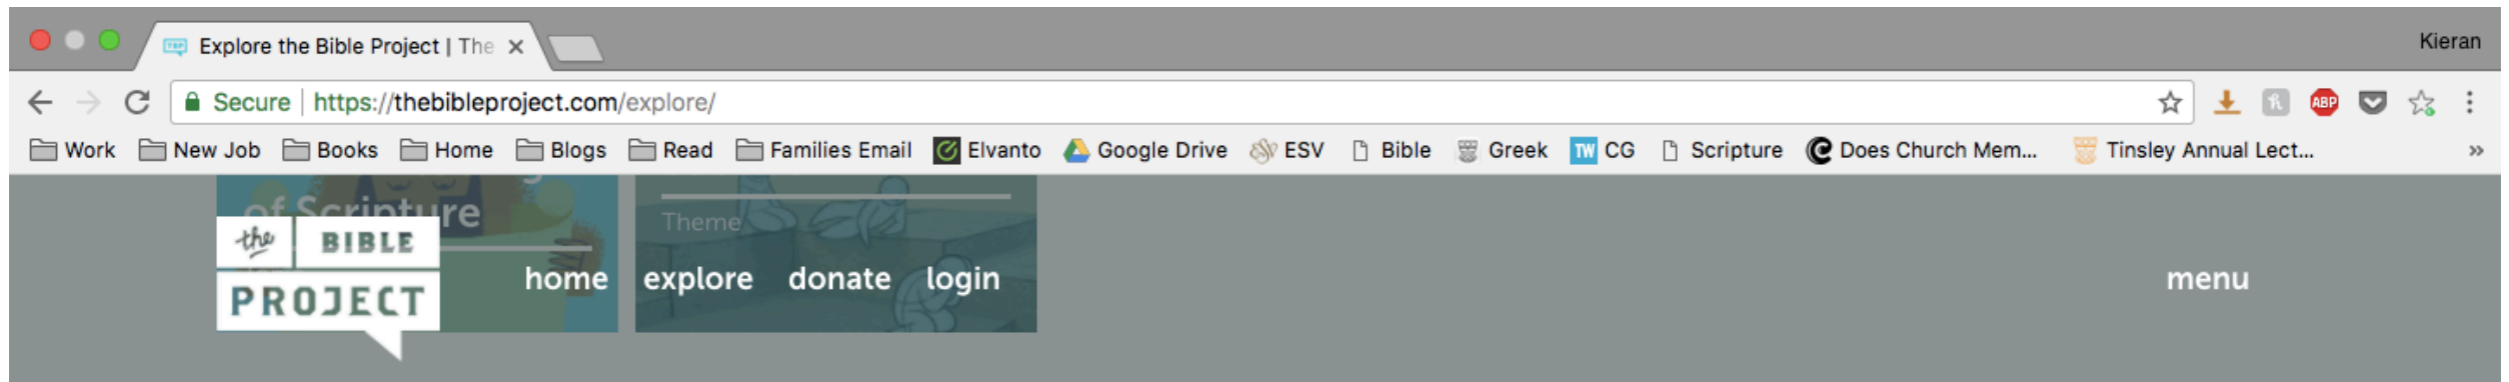 Explore the Bible Project | The
Kieran
Secure | https://thebibleproject.com/explore/
ABP
Work New Job Books Home Blogs Read Families Email Elvanto Google Drive ESV Bible Greek TW CG Scripture Does Church Mem... Tinsley Annual Lect... »
of Scripture
Theme
the BIBLE
PROJECT
home explore donate login menu